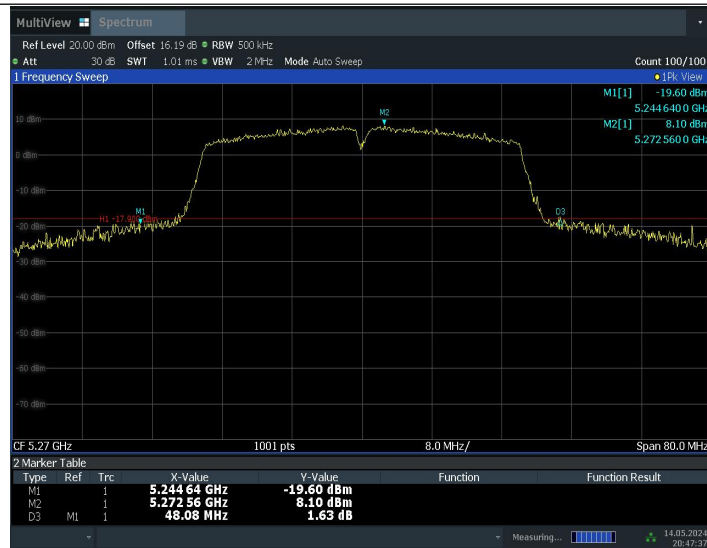 MultiView Spectrum
Ref Level 20.00 dBm Offset 16.19 dB RBW 500 kHz
Att 30 dB SWT 1.01 ms VBW 2 MHz Mode Auto Sweep Count 100/100
1 Frequency Sweep 1Pk View
M1[1] -19.60 dBm
5.244 640 0 GHz
M2[1] 8.10 dBm
5.272 560 0 GHz
M2
10 dBm
0 dBm
-10 dBm
M1
D3
H1 -17.900 dBm
-20 dBm
-30 dBm
-40 dBm
-50 dBm
-60 dBm
-70 dBm
CF 5.27 GHz 1001 pts 8.0 MHz/ Span 80.0 MHz
2 Marker Table
Type Ref Trc X-Value Y-Value Function Function Result
M1 1 5.244 64 GHz -19.60 dBm
M2 1 5.272 56 GHz 8.10 dBm
D3 M1 1 48.08 MHz 1.63 dB
Measuring... 14.05.2024
20:47:37